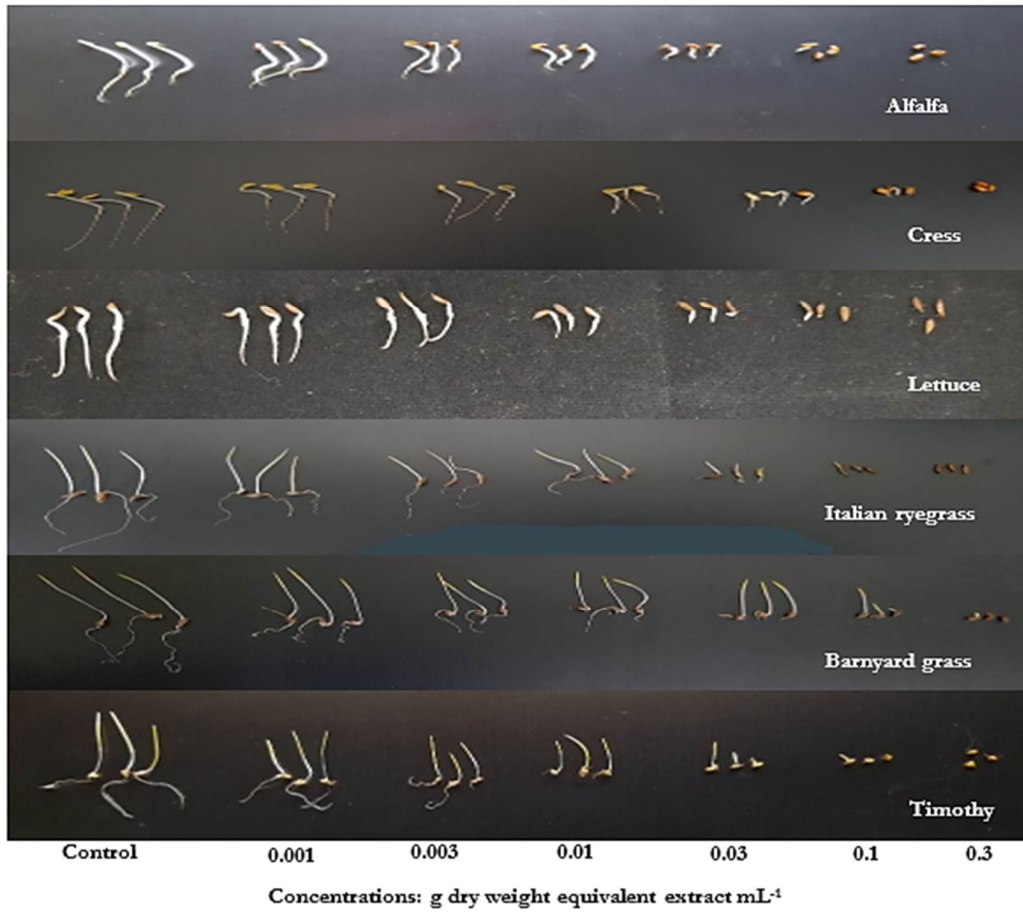 Alfalfa
Cress
Lettuce
Italian ryegrass
Barnyard grass
Timothy
Control 0.001 0.003 0.01 0.03 0.1 0.3
Concentrations: g dry weight equivalent extract mL⁻¹